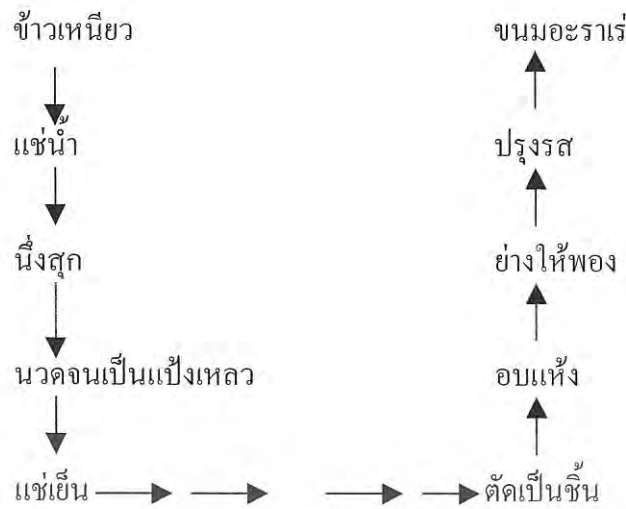 ข้าวเหนียว
แช่น้ำ
นึ่งสุก
นวดจนเป็นแป้งเหลว
แช่เย็น
ตัดเป็นชิ้น
อบแห้ง
ย่างให้พอง
ปรุงรส
ขนมอะราเร่